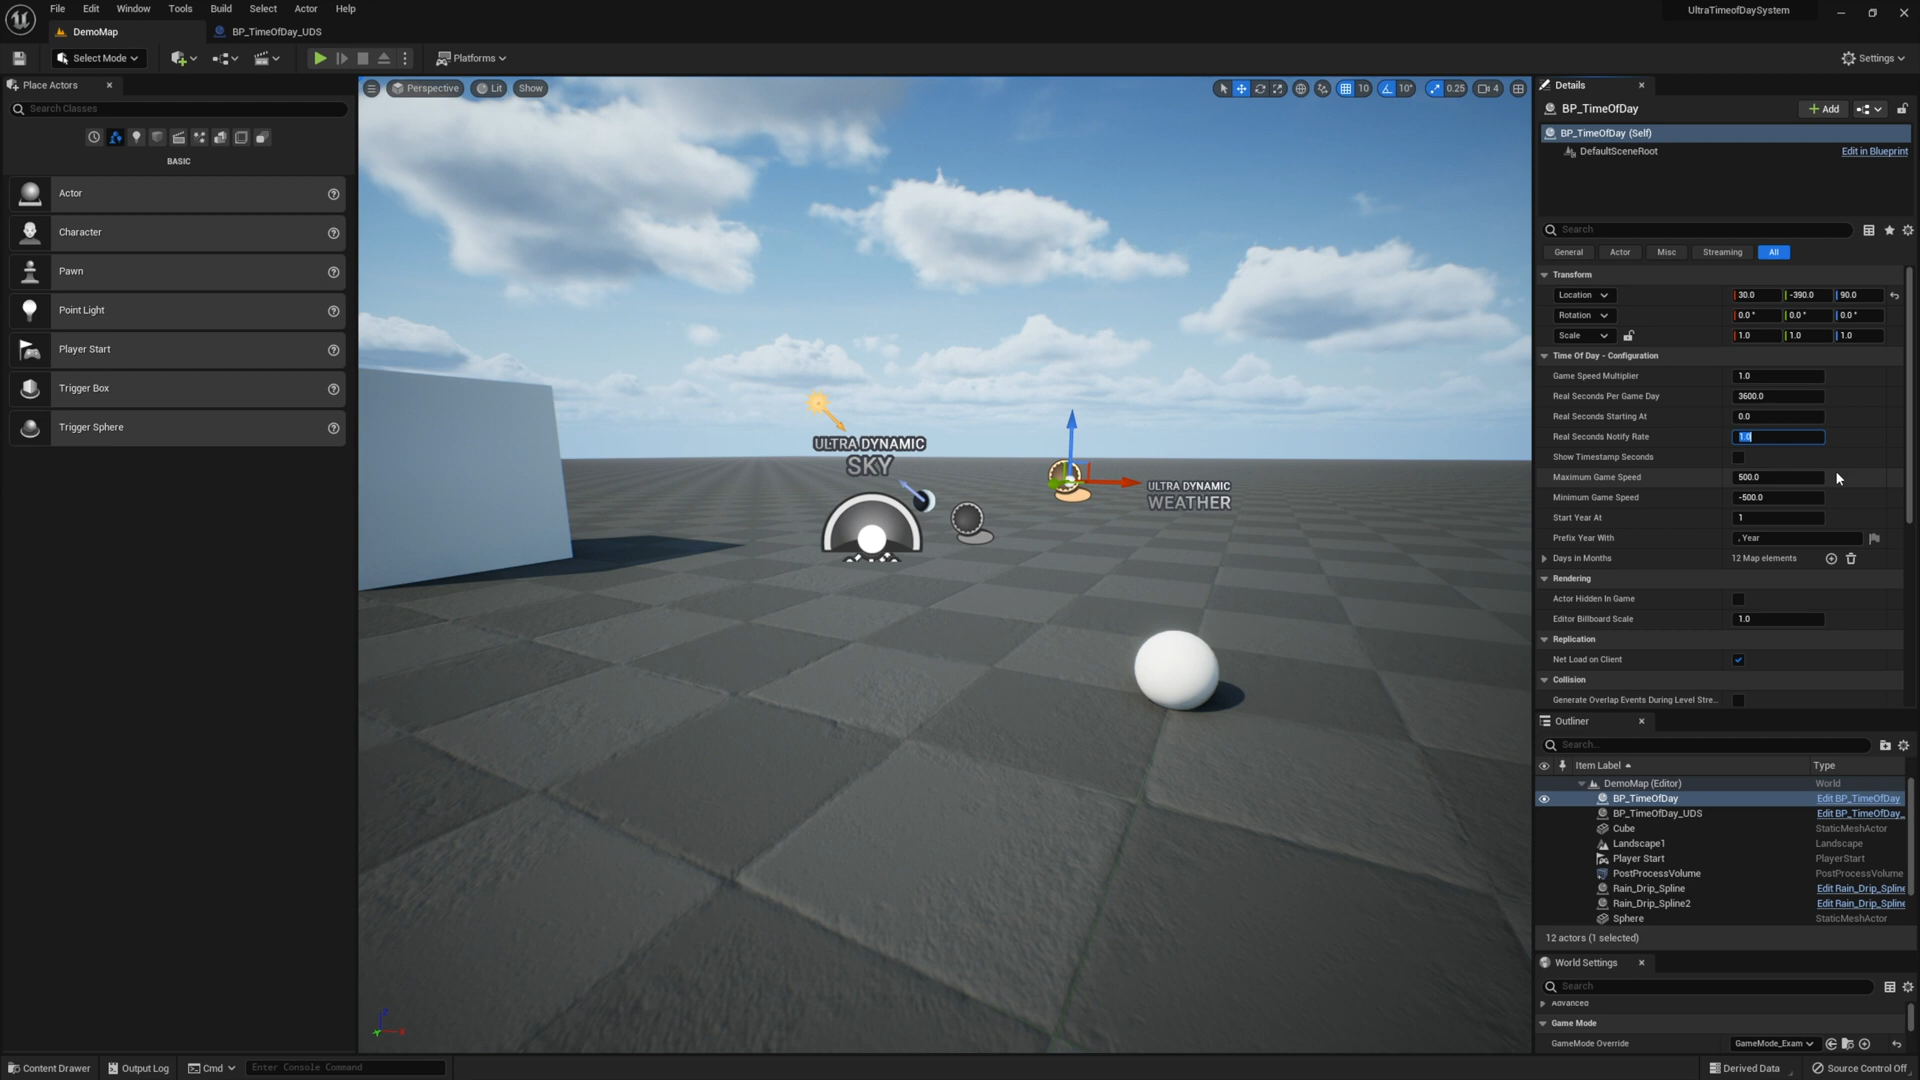 File Edit Window Tools Build Select Actor Help
UltraTimeofDaySystem
DemoMap
BP_TimeOfDay_UDS
Select Mode
Platforms
Settings
Place Actors
Search Classes
BASIC
Actor
Character
Pawn
Point Light
Player Start
Trigger Box
Trigger Sphere
Perspective Lit Show
10 10° 0.25 4
ULTRA DYNAMIC
SKY
ULTRA DYNAMIC
WEATHER
Details
BP_TimeOfDay
Add
BP_TimeOfDay (Self)
DefaultSceneRoot Edit in Blueprint
Search
General Actor Misc Streaming All
Transform
Location 30.0 -390.0 90.0
Rotation 0.0 ° 0.0 ° 0.0 °
Scale 1.0 1.0 1.0
Time Of Day - Configuration
Game Speed Multiplier 1.0
Real Seconds Per Game Day 3600.0
Real Seconds Starting At 0.0
Real Seconds Notify Rate 1.0
Show Timestamp Seconds
Maximum Game Speed 500.0
Minimum Game Speed -500.0
Start Year At 1
Prefix Year With , Year
Days in Months 12 Map elements
Rendering
Actor Hidden In Game
Editor Billboard Scale 1.0
Replication
Net Load on Client
Collision
Generate Overlap Events During Level Stre...
Outliner
Search...
Item Label Type
DemoMap (Editor) World
BP_TimeOfDay Edit BP_TimeOfDay
BP_TimeOfDay_UDS Edit BP_TimeOfDay_
Cube StaticMeshActor
Landscape1 Landscape
Player Start PlayerStart
PostProcessVolume PostProcessVolume
Rain_Drip_Spline Edit Rain_Drip_Spline
Rain_Drip_Spline2 Edit Rain_Drip_Spline
Sphere StaticMeshActor
12 actors (1 selected)
World Settings
Search
Advanced
Game Mode
GameMode Override GameMode_Exam
Content Drawer Output Log Cmd Enter Console Command
Derived Data Source Control Off
Z
X
Y